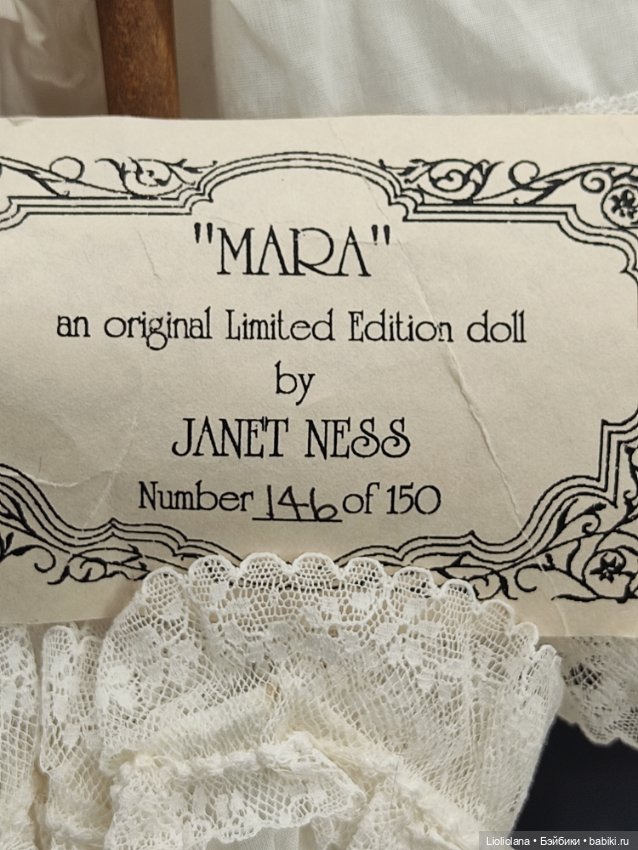 "MARA"
an original Limited Edition doll
by
JANET NESS
Number 146 of 150
Lioliolana • Бэйбики • babiki.ru